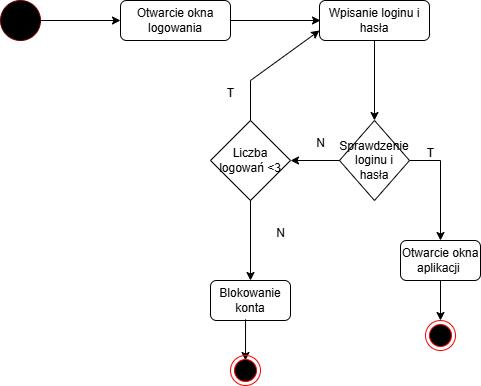 Otwarcie okna
logowania
Wpisanie loginu i
hasła
T
Liczba
logowań <3
N
Sprawdzenie
loginu i
hasła
T
N
Otwarcie okna
aplikacji
Blokowanie
konta